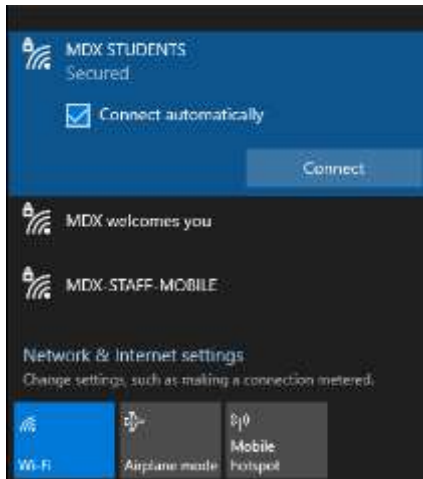 MDX STUDENTS
Secured
Connect automatically
Connect
MDX welcomes you
MDX-STAFF-MOBILE
Network & Internet settings
Change settings, such as making a connection metered.
Wi-Fi
Airplane mode
Mobile
hotspot